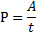 P = A/t